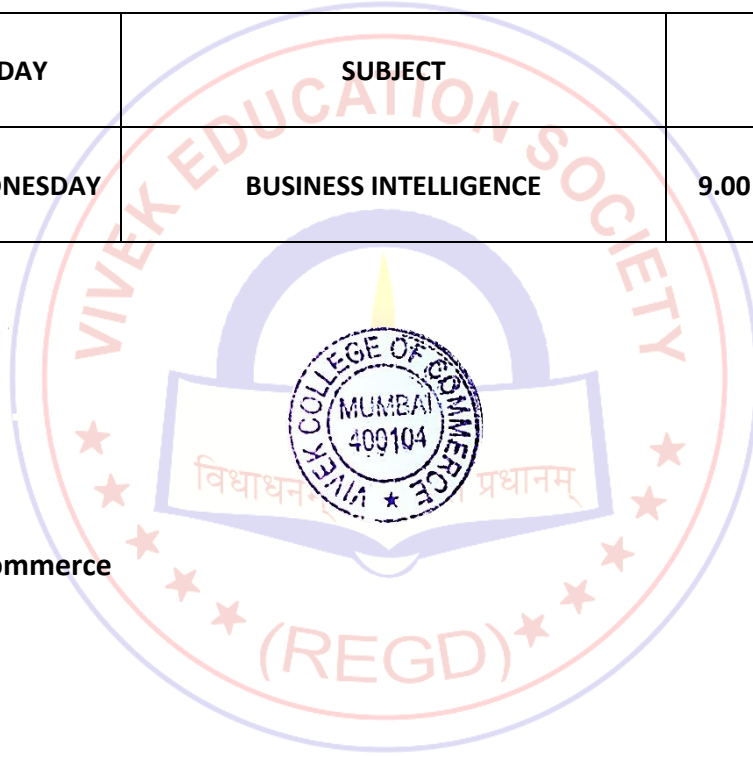 DAY SUBJECT
NESDAY BUSINESS INTELLIGENCE 9.00
VIVEK EDUCATION SOCIETY
VIVEK COLLEGE OF COMMERCE
MUMBAI
400104
प्रधानम्
ommerce
(REGD)